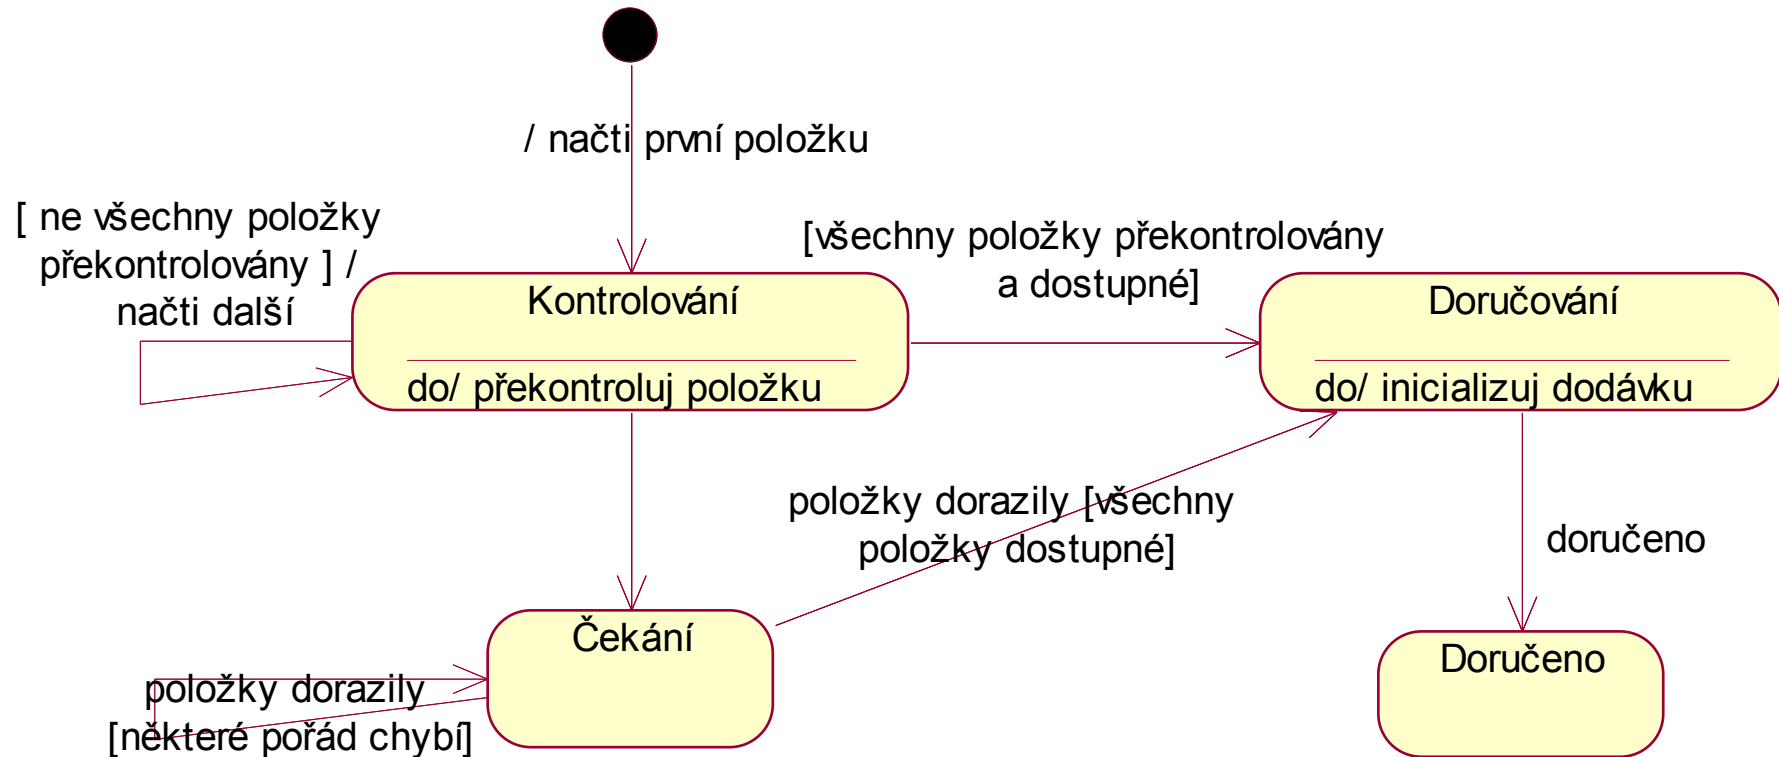 / načti první položku
[ ne všechny položky
překontrolovány ] /
načti další
[všechny položky překontrolovány
a dostupné]
Kontrolování
do/ překontroluj položku
Doručování
do/ inicializuj dodávku
položky dorazily [všechny
položky dostupné]
doručeno
Čekání
položky dorazily
[některé pořád chybí]
Doručeno